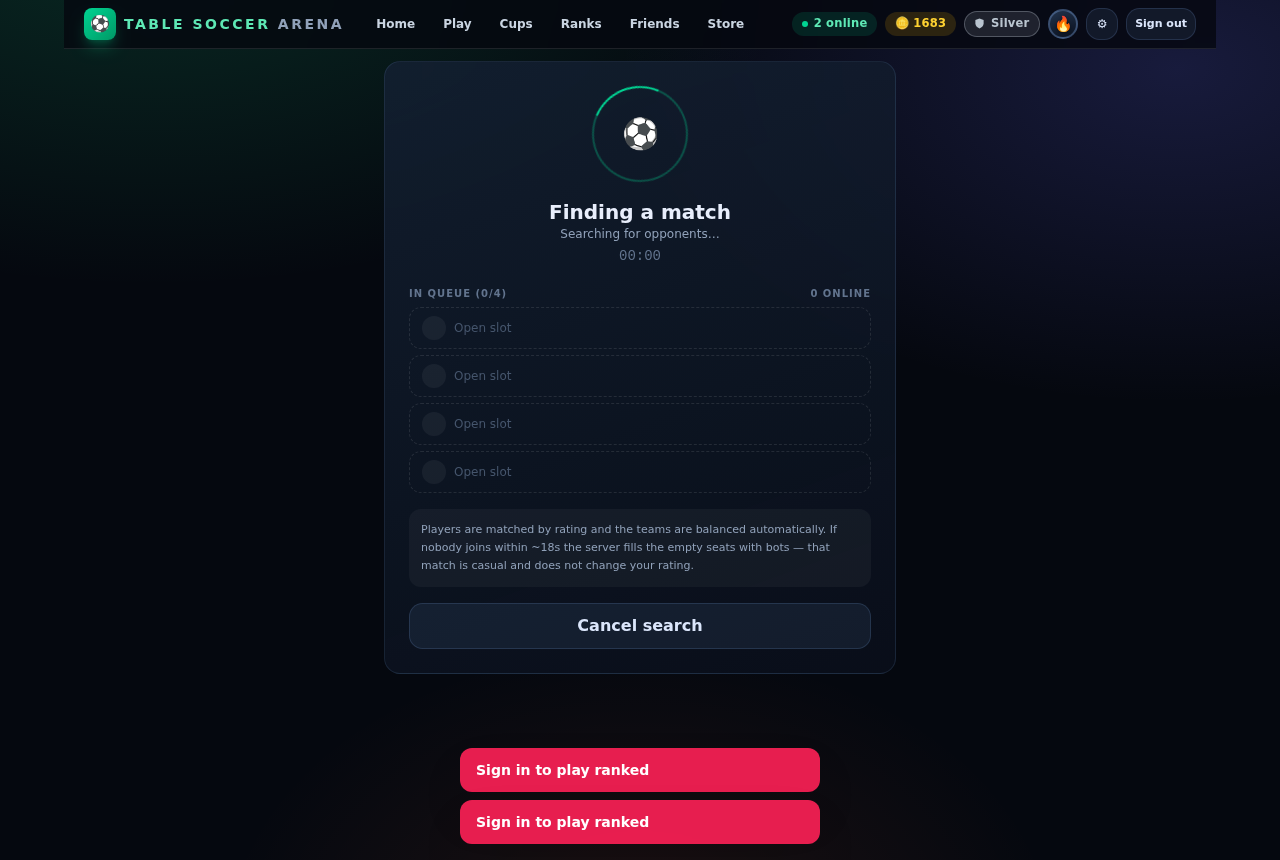 TABLE SOCCER ARENA
Home
Play
Cups
Ranks
Friends
Store
2 online
1683
Silver
Sign out
Finding a match
Searching for opponents…
00:00
IN QUEUE (0/4)
0 ONLINE
Open slot
Open slot
Open slot
Open slot
Players are matched by rating and the teams are balanced automatically. If
nobody joins within ~18s the server fills the empty seats with bots — that
match is casual and does not change your rating.
Cancel search
Sign in to play ranked
Sign in to play ranked